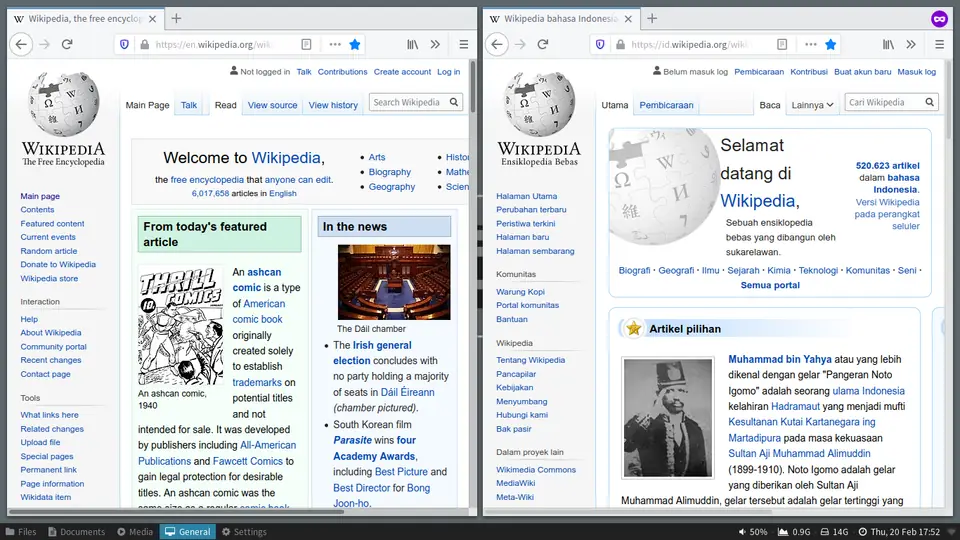 Wikipedia, the free encyclop
https://en.wikipedia.org/wiki
Not logged in Talk Contributions Create account Log in
Main Page Talk Read View source View history Search Wikipedia
WIKIPEDIA
The Free Encyclopedia
Main page
Contents
Featured content
Current events
Random article
Donate to Wikipedia
Wikipedia store
Interaction
Help
About Wikipedia
Community portal
Recent changes
Contact page
Tools
What links here
Related changes
Upload file
Special pages
Permanent link
Page information
Wikidata item
Welcome to Wikipedia,
the free encyclopedia that anyone can edit.
6,017,658 articles in English
Arts
Biography
Geography
Histo
Mathe
Scien
From today's featured
article
THRILL
COMICS
10¢
An ashcan comic,
1940
An ashcan
comic is a type
of American
comic book
originally
created solely
to establish
trademarks on
potential titles
and not
intended for sale. It was developed
by publishers including All-American
Publications and Fawcett Comics to
gain legal protection for desirable
titles. An ashcan comic was the
same size as a regular comic book
In the news
The Dáil chamber
The Irish general
election concludes with
no party holding a majority
of seats in Dáil Éireann
(chamber pictured).
South Korean film
Parasite wins four
Academy Awards,
including Best Picture and
Best Director for Bong
Joon-ho.
Wikipedia bahasa Indonesia
https://id.wikipedia.org/wiki
Belum masuk log Pembicaraan Kontribusi Buat akun baru Masuk log
Utama Pembicaraan Baca Lainnya Cari Wikipedia
WIKIPEDIA
Ensiklopedia Bebas
Halaman Utama
Perubahan terbaru
Peristiwa terkini
Halaman baru
Halaman sembarang
Komunitas
Warung Kopi
Portal komunitas
Bantuan
Wikipedia
Tentang Wikipedia
Pancapilar
Kebijakan
Menyumbang
Hubungi kami
Bak pasir
Dalam proyek lain
Wikimedia Commons
MediaWiki
Meta-Wiki
Selamat
datang di
Wikipedia,
Sebuah ensiklopedia
bebas yang dibangun oleh
sukarelawan.
520.623 artikel
dalam bahasa
Indonesia.
Versi Wikipedia
pada perangkat
seluler
Biografi · Geografi · Ilmu · Sejarah · Kimia · Teknologi · Komunitas · Seni ·
Semua portal
Artikel pilihan
Muhammad bin Yahya atau yang lebih
dikenal dengan gelar "Pangeran Noto
Igomo" adalah seorang ulama Indonesia
kelahiran Hadramaut yang menjadi mufti
Kesultanan Kutai Kartanegara ing
Martadipura pada masa kekuasaan
Sultan Aji Muhammad Alimuddin
(1899-1910). Noto Igomo adalah gelar
yang diberikan oleh Sultan Aji
Muhammad Alimuddin, gelar tersebut adalah gelar tertinggi yang
Files Documents Media General Settings 50% 0.9G 14G Thu, 20 Feb 17:52